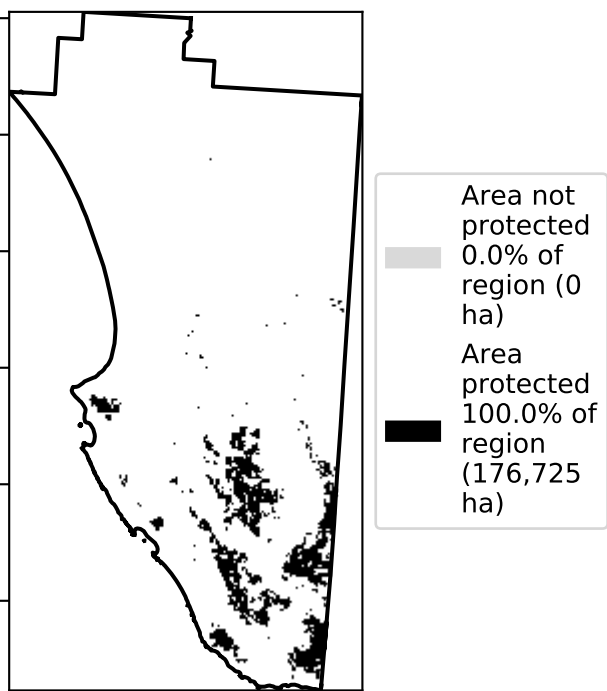 Area not
protected
0.0% of
region (0
ha)
Area
protected
100.0% of
region
(176,725
ha)